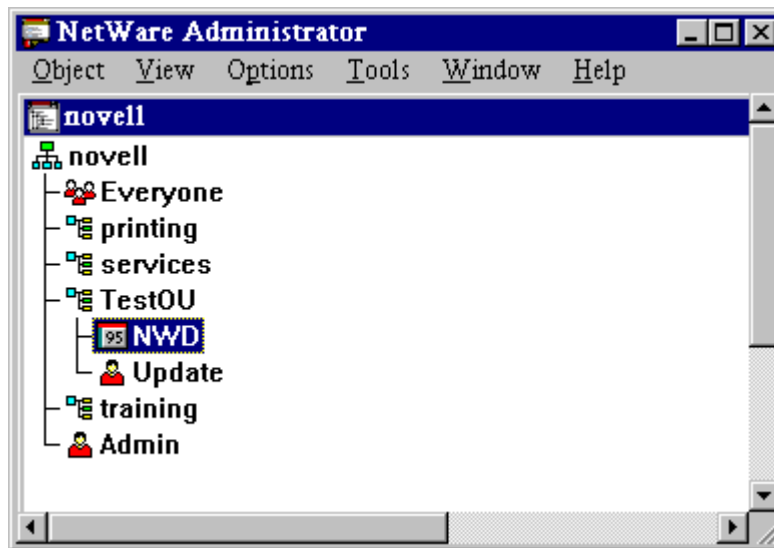 NetWare Administrator
Object View Options Tools Window Help
novell
novell
Everyone
printing
services
TestOU
95 NWD
Update
training
Admin